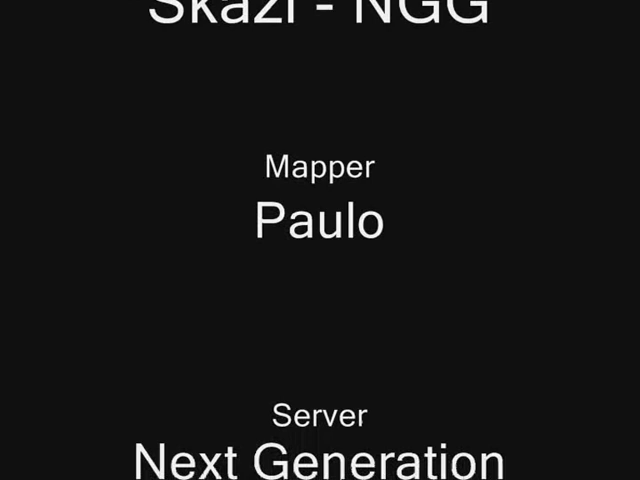 Skazi - NGG
Mapper
Paulo
Server
Next Generation